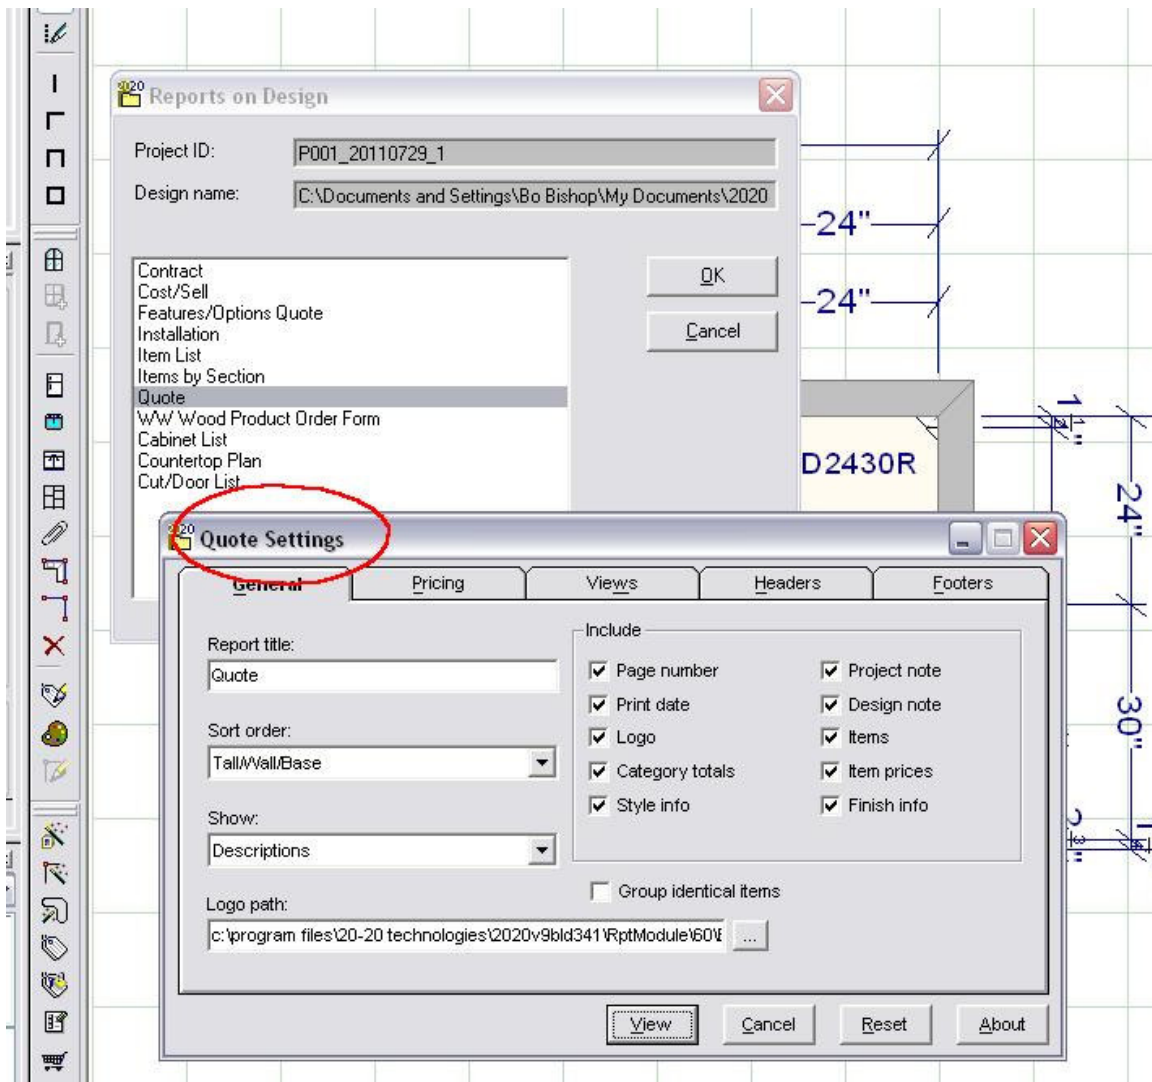 Reports on Design
Project ID:
P001_20110729_1
Design name:
C:\Documents and Settings\Bo Bishop\My Documents\2020
Contract
Cost/Sell
Features/Options Quote
Installation
Item List
Items by Section
Quote
WW Wood Product Order Form
Cabinet List
Countertop Plan
Cut/Door List
OK
Cancel
24"
24"
D2430R
24"
30"
Quote Settings
General
Pricing
Views
Headers
Footers
Report title:
Quote
Sort order:
Tall/Wall/Base
Show:
Descriptions
Logo path:
c:\program files\20-20 technologies\2020v9bld341\RptModule\60\
...
Include
Page number
Print date
Logo
Category totals
Style info
Project note
Design note
Items
Item prices
Finish info
Group identical items
View
Cancel
Reset
About